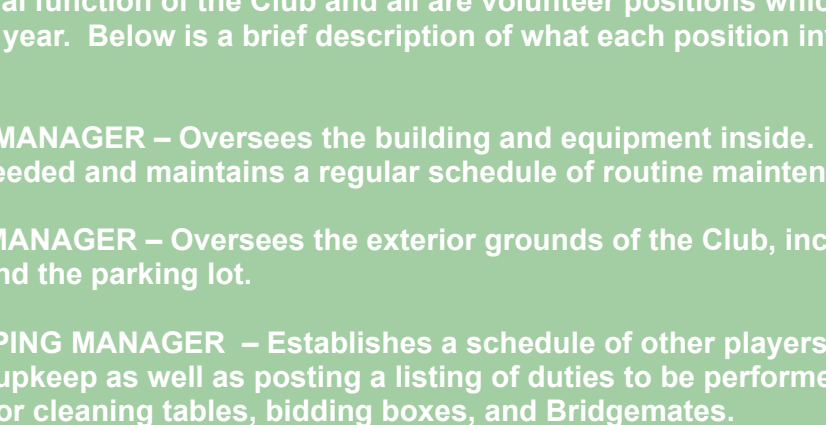 al function of the Club and all are volunteer positions whic
year. Below is a brief description of what each position in
MANAGER – Oversees the building and equipment inside.
eeded and maintains a regular schedule of routine mainten
MANAGER – Oversees the exterior grounds of the Club, inc
nd the parking lot.
PING MANAGER – Establishes a schedule of other players
upkeep as well as posting a listing of duties to be performe
or cleaning tables, bidding boxes, and Bridgemates.